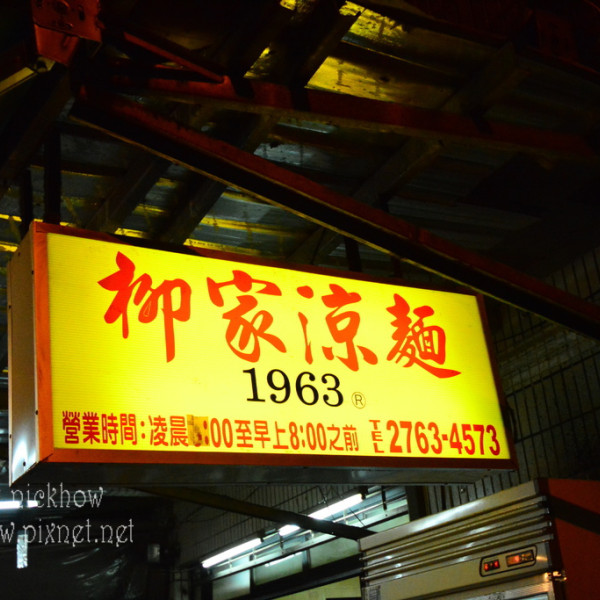 柳家涼麵
1963 ®
營業時間:凌晨:00至早上8:00之前 TEL 2763-4573
nickhow
w.pixnet.net